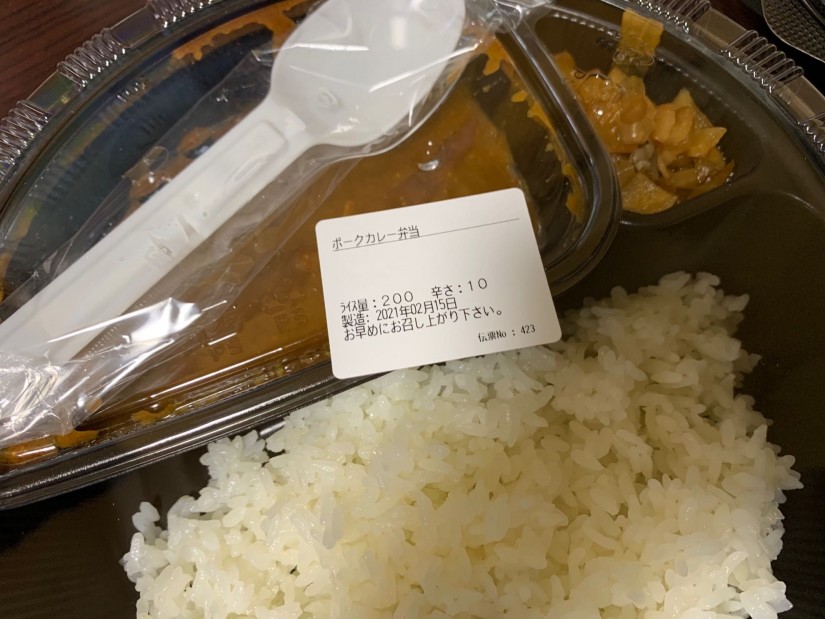 ポークカレー弁当
ﾗｲｽ量：200 辛さ：10
製造：2021年02月15日
お早めにお召し上がり下さい。
伝票No：423